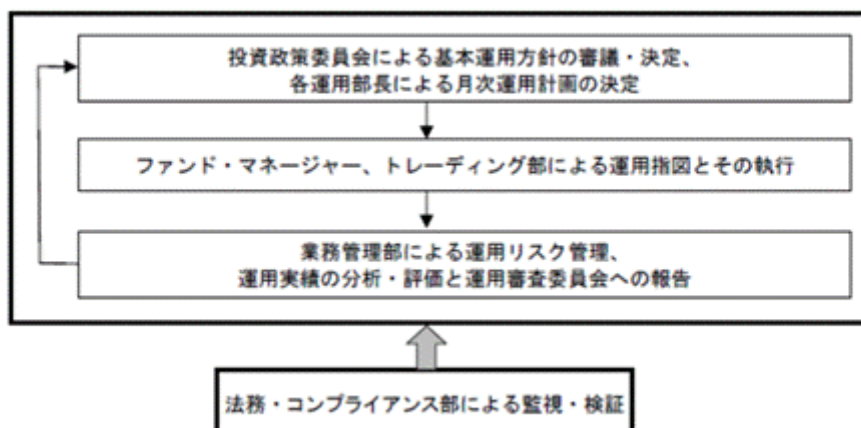 投資政策委員会による基本運用方針の審議・決定、
各運用部長による月次運用計画の決定
ファンド・マネージャー、トレーディング部による運用指図とその執行
業務管理部による運用リスク管理、
運用実績の分析・評価と運用審査委員会への報告
法務・コンプライアンス部による監視・検証